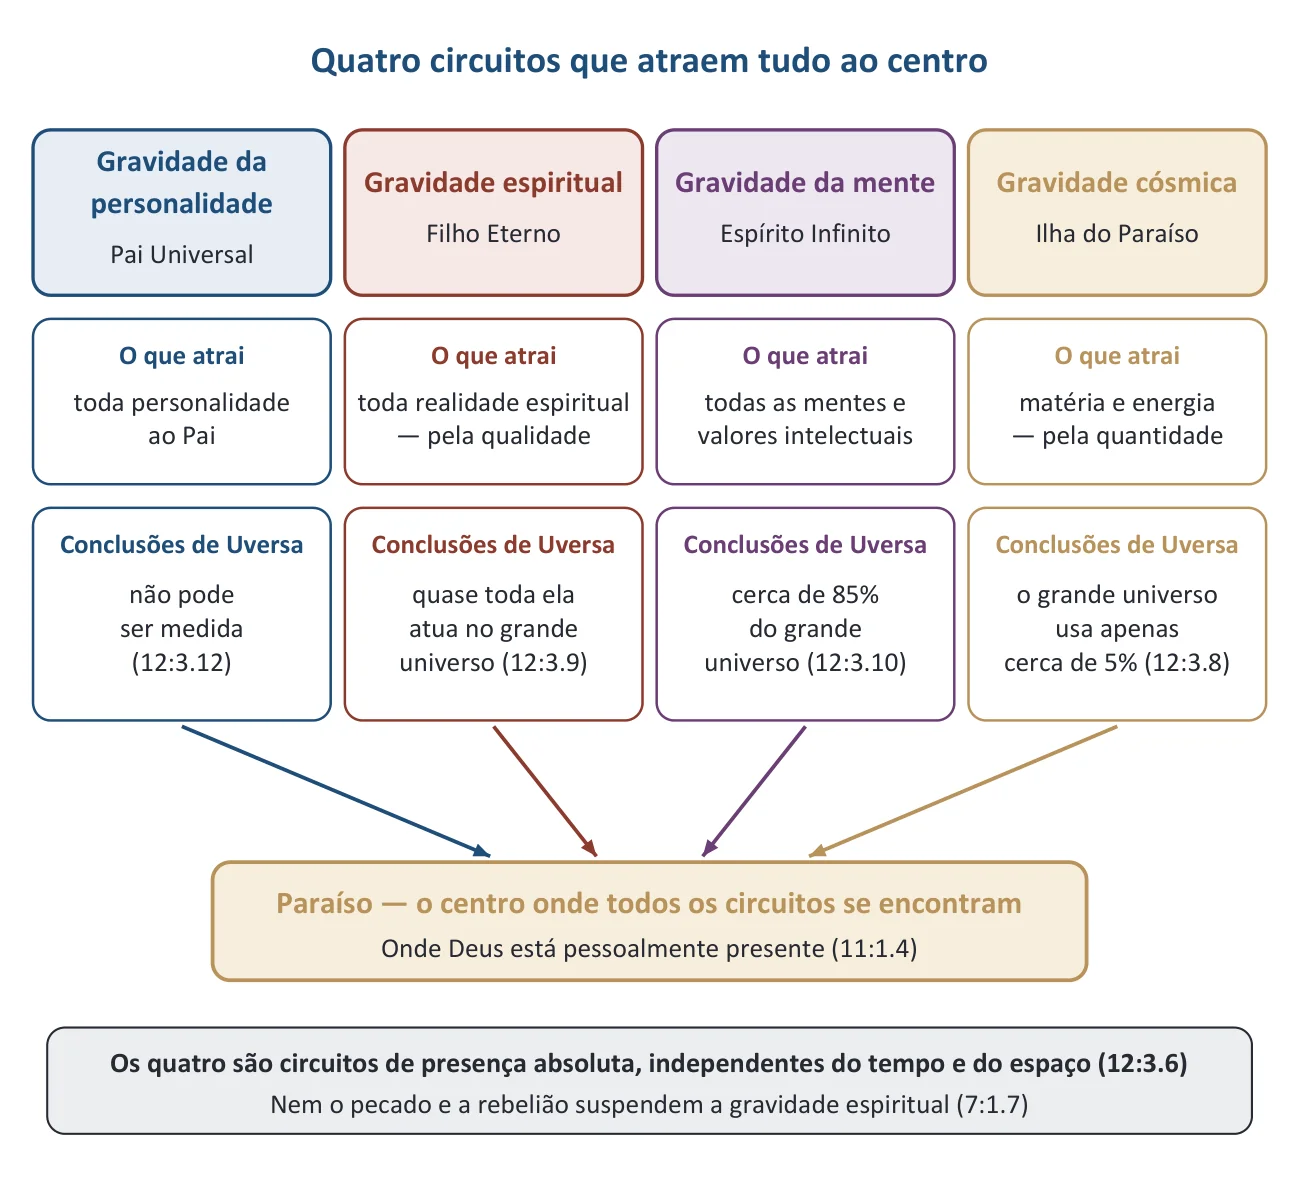 Quatro circuitos que atraem tudo ao centro
Gravidade da
personalidade
Pai Universal
Gravidade espiritual
Filho Eterno
Gravidade da mente
Espírito Infinito
Gravidade cósmica
Ilha do Paraíso
O que atrai
toda personalidade
ao Pai
O que atrai
toda realidade espiritual
— pela qualidade
O que atrai
todas as mentes e
valores intelectuais
O que atrai
matéria e energia
— pela quantidade
Conclusões de Uversa
não pode
ser medida
(12:3.12)
Conclusões de Uversa
quase toda ela
atua no grande
universo (12:3.9)
Conclusões de Uversa
cerca de 85%
do grande
universo (12:3.10)
Conclusões de Uversa
o grande universo
usa apenas
cerca de 5% (12:3.8)
Paraíso — o centro onde todos os circuitos se encontram
Onde Deus está pessoalmente presente (11:1.4)
Os quatro são circuitos de presença absoluta, independentes do tempo e do espaço (12:3.6)
Nem o pecado e a rebelião suspendem a gravidade espiritual (7:1.7)